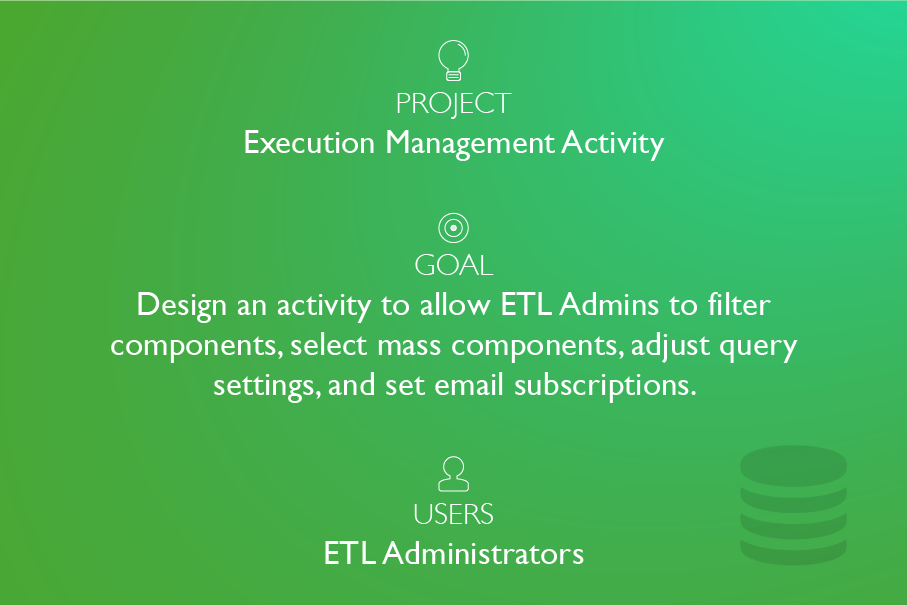 PROJECT
Execution Management Activity
GOAL
Design an activity to allow ETL Admins to filter
components, select mass components, adjust query
settings, and set email subscriptions.
USERS
ETL Administrators